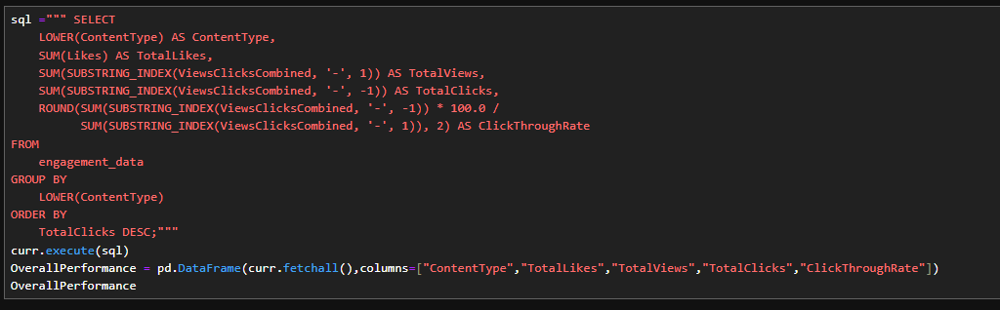 sql =""" SELECT
    LOWER(ContentType) AS ContentType,
    SUM(Likes) AS TotalLikes,
    SUM(SUBSTRING_INDEX(ViewsClicksCombined, '-', 1)) AS TotalViews,
    SUM(SUBSTRING_INDEX(ViewsClicksCombined, '-', -1)) AS TotalClicks,
    ROUND(SUM(SUBSTRING_INDEX(ViewsClicksCombined, '-', -1)) * 100.0 /
          SUM(SUBSTRING_INDEX(ViewsClicksCombined, '-', 1)), 2) AS ClickThroughRate
FROM
    engagement_data
GROUP BY
    LOWER(ContentType)
ORDER BY
    TotalClicks DESC;"""
curr.execute(sql)
OverallPerformance = pd.DataFrame(curr.fetchall(),columns=["ContentType","TotalLikes","TotalViews","TotalClicks","ClickThroughRate"])
OverallPerformance